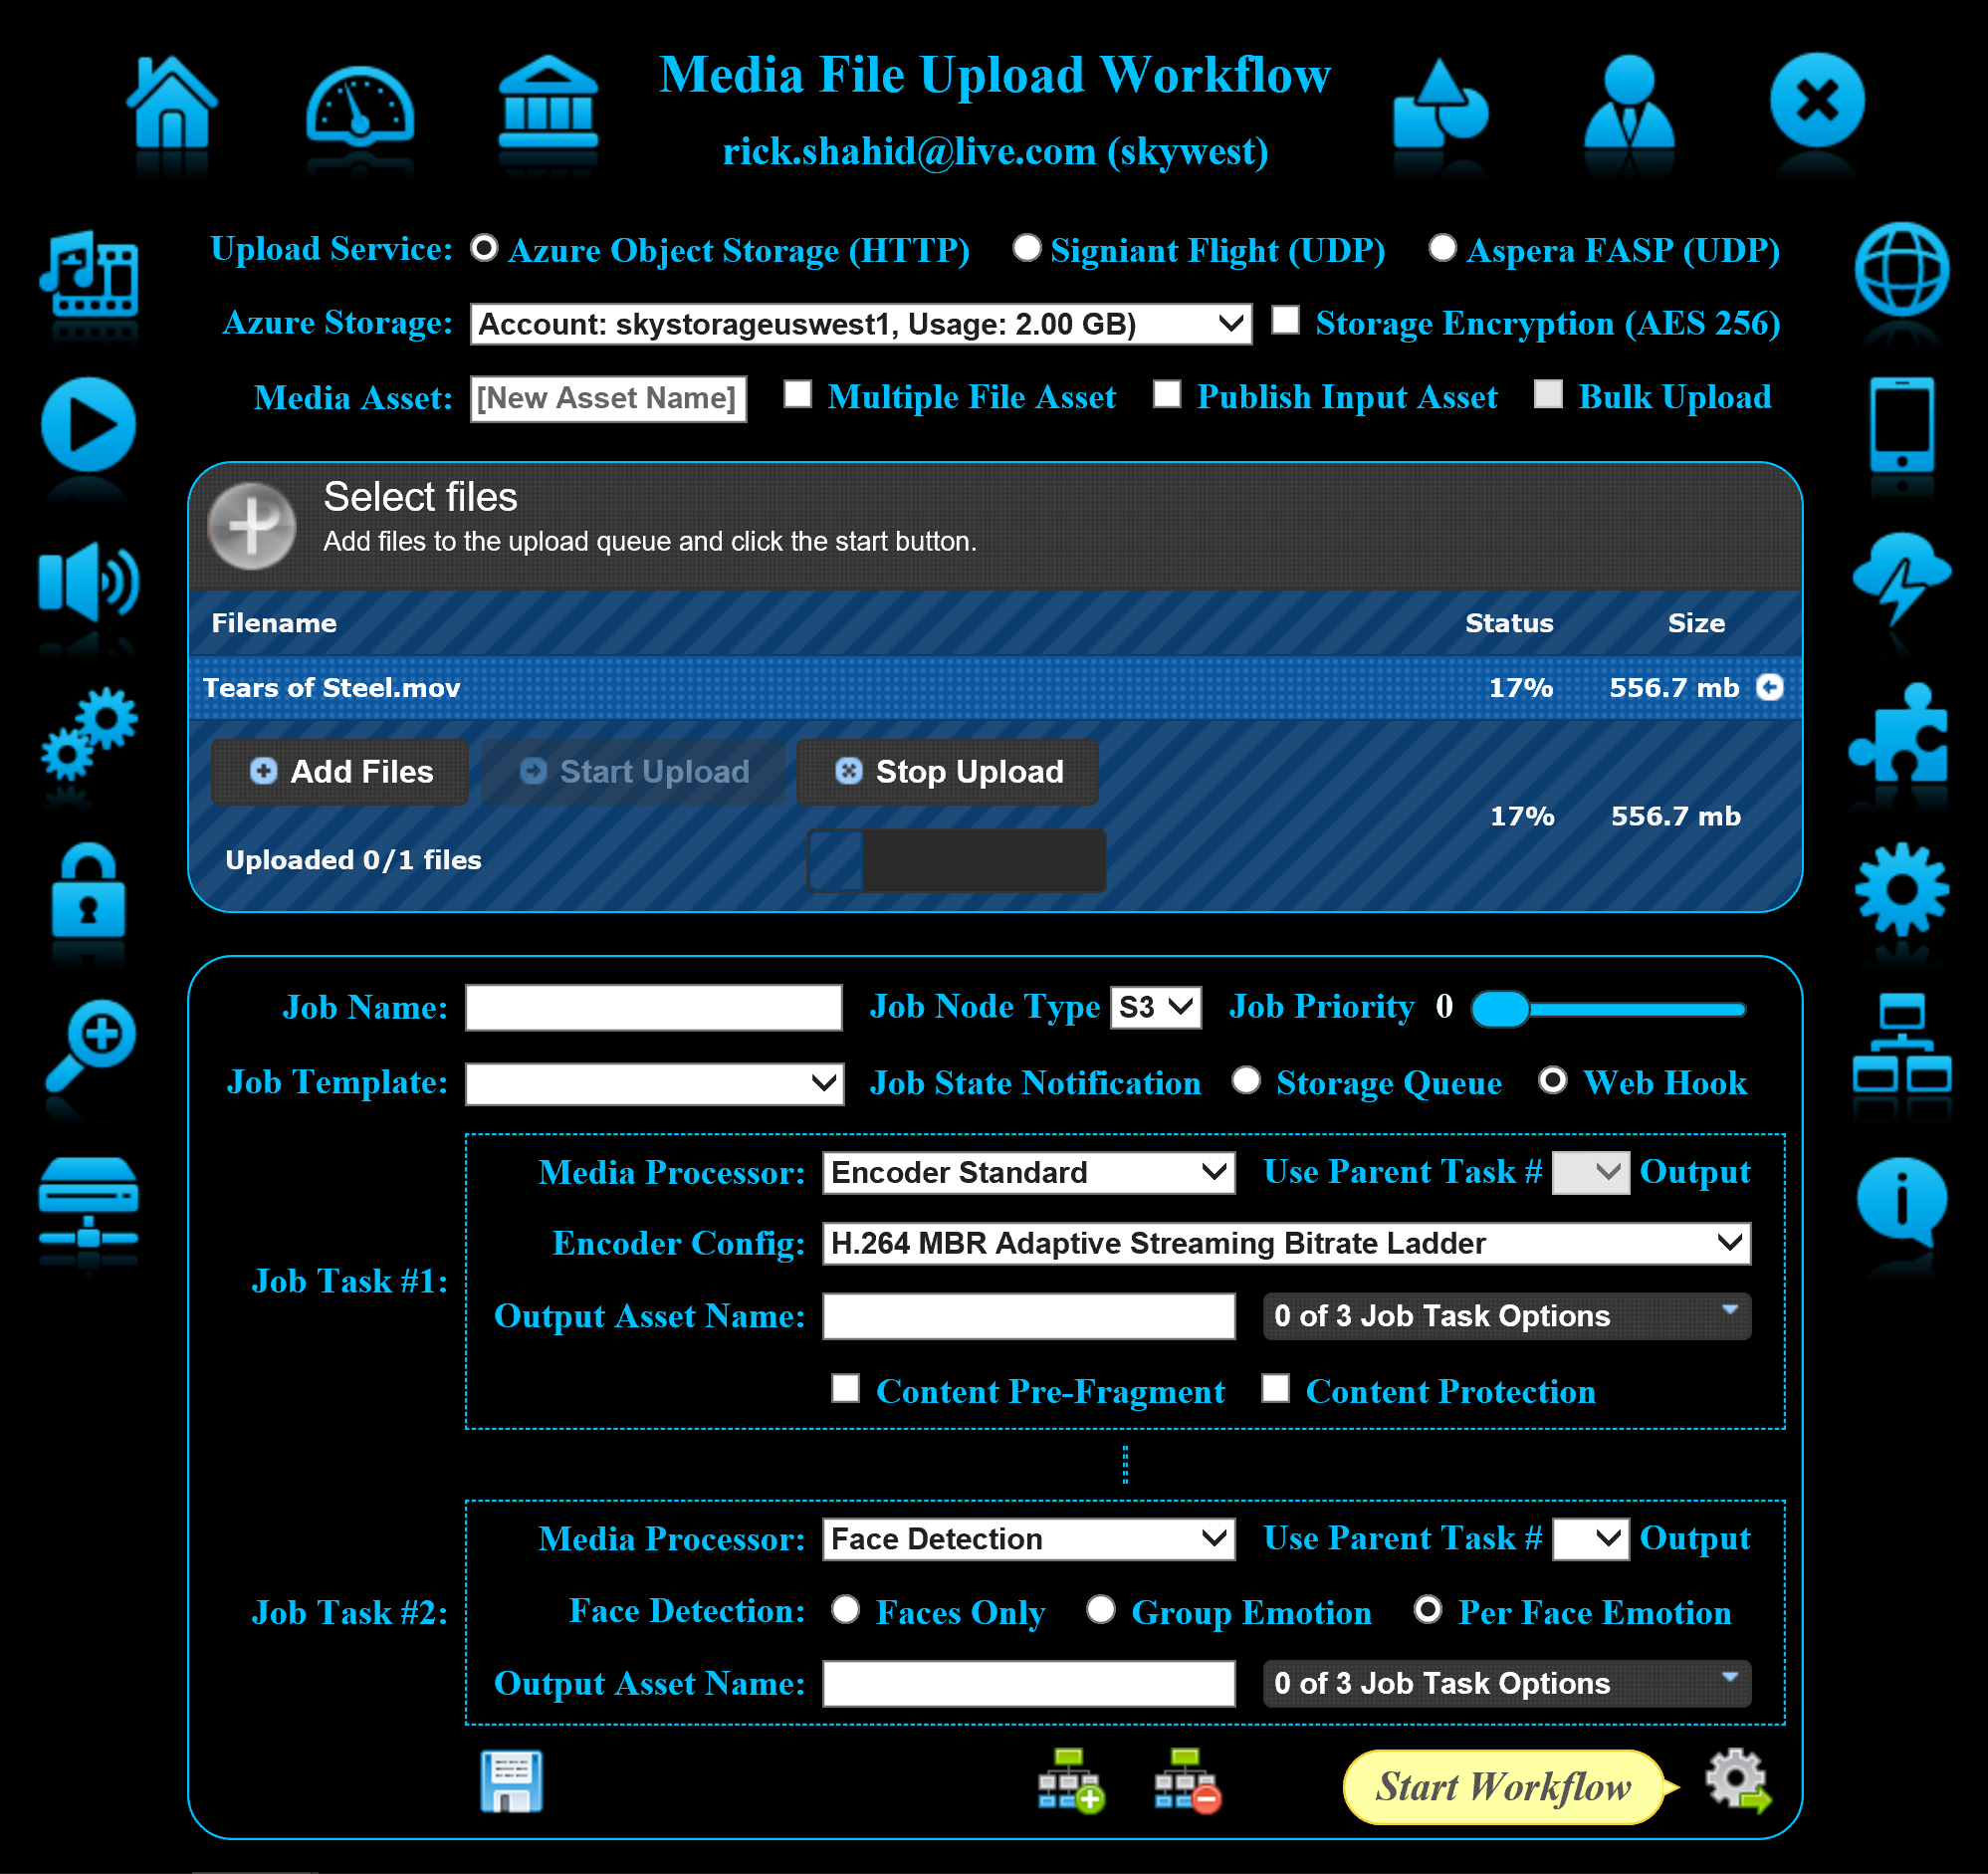 Media File Upload Workflow
rick.shahid@live.com (skywest)
Upload Service: Azure Object Storage (HTTP) Signiant Flight (UDP) Aspera FASP (UDP)
Azure Storage: Account: skystorageuswest1, Usage: 2.00 GB) Storage Encryption (AES 256)
Media Asset: [New Asset Name] Multiple File Asset Publish Input Asset Bulk Upload
Select files
Add files to the upload queue and click the start button.
Filename Status Size
Tears of Steel.mov 17% 556.7 mb
Add Files Start Upload Stop Upload
17% 556.7 mb
Uploaded 0/1 files
Job Name: Job Node Type S3 Job Priority 0
Job Template: Job State Notification Storage Queue Web Hook
Media Processor: Encoder Standard Use Parent Task # Output
Encoder Config: H.264 MBR Adaptive Streaming Bitrate Ladder
Job Task #1:
Output Asset Name: 0 of 3 Job Task Options
Content Pre-Fragment Content Protection
Media Processor: Face Detection Use Parent Task # Output
Job Task #2: Face Detection: Faces Only Group Emotion Per Face Emotion
Output Asset Name: 0 of 3 Job Task Options
Start Workflow